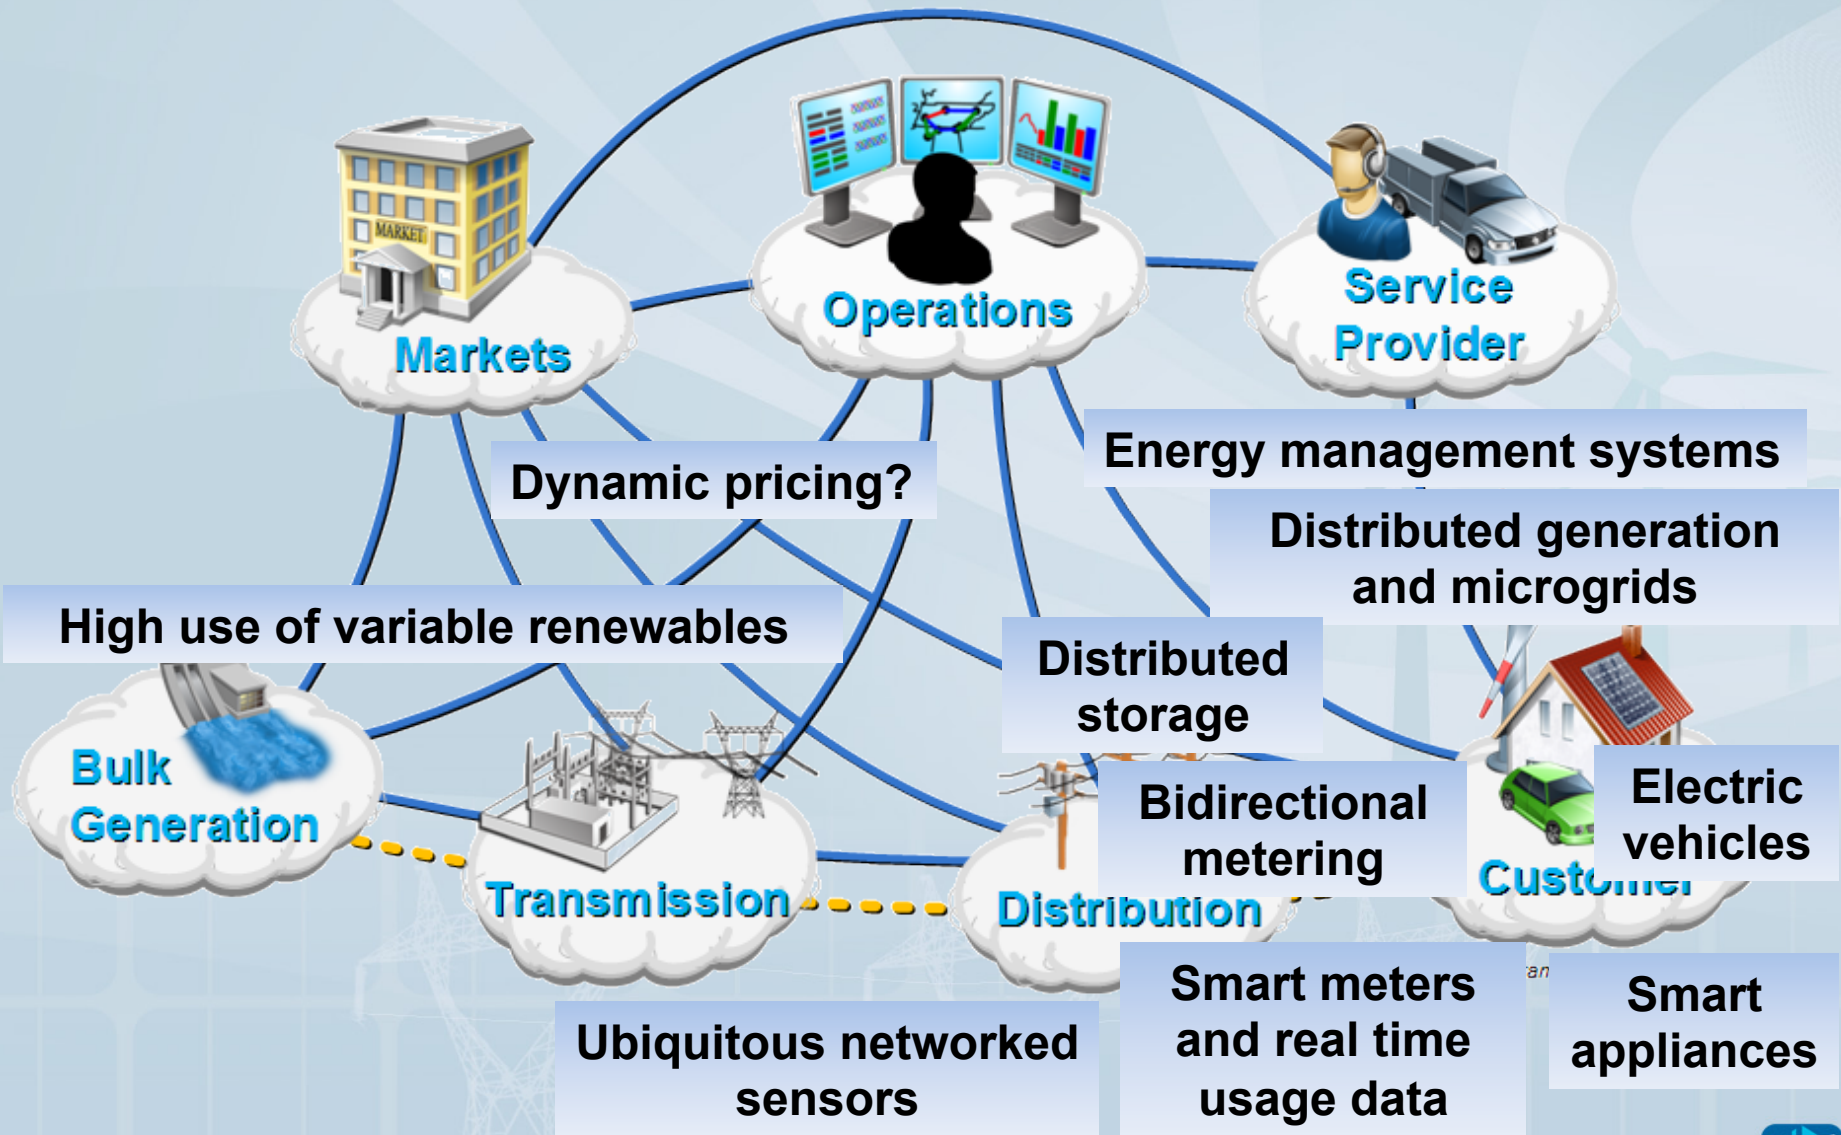 MARKET
Markets
Operations
Service
Provider
Dynamic pricing?
Energy management systems
Distributed generation
and microgrids
High use of variable renewables
Distributed
storage
Bulk
Generation
Transmission
Bidirectional
metering
Distribution
Electric
vehicles
Customer
Ubiquitous networked
sensors
Smart meters
and real time
usage data
Smart
appliances